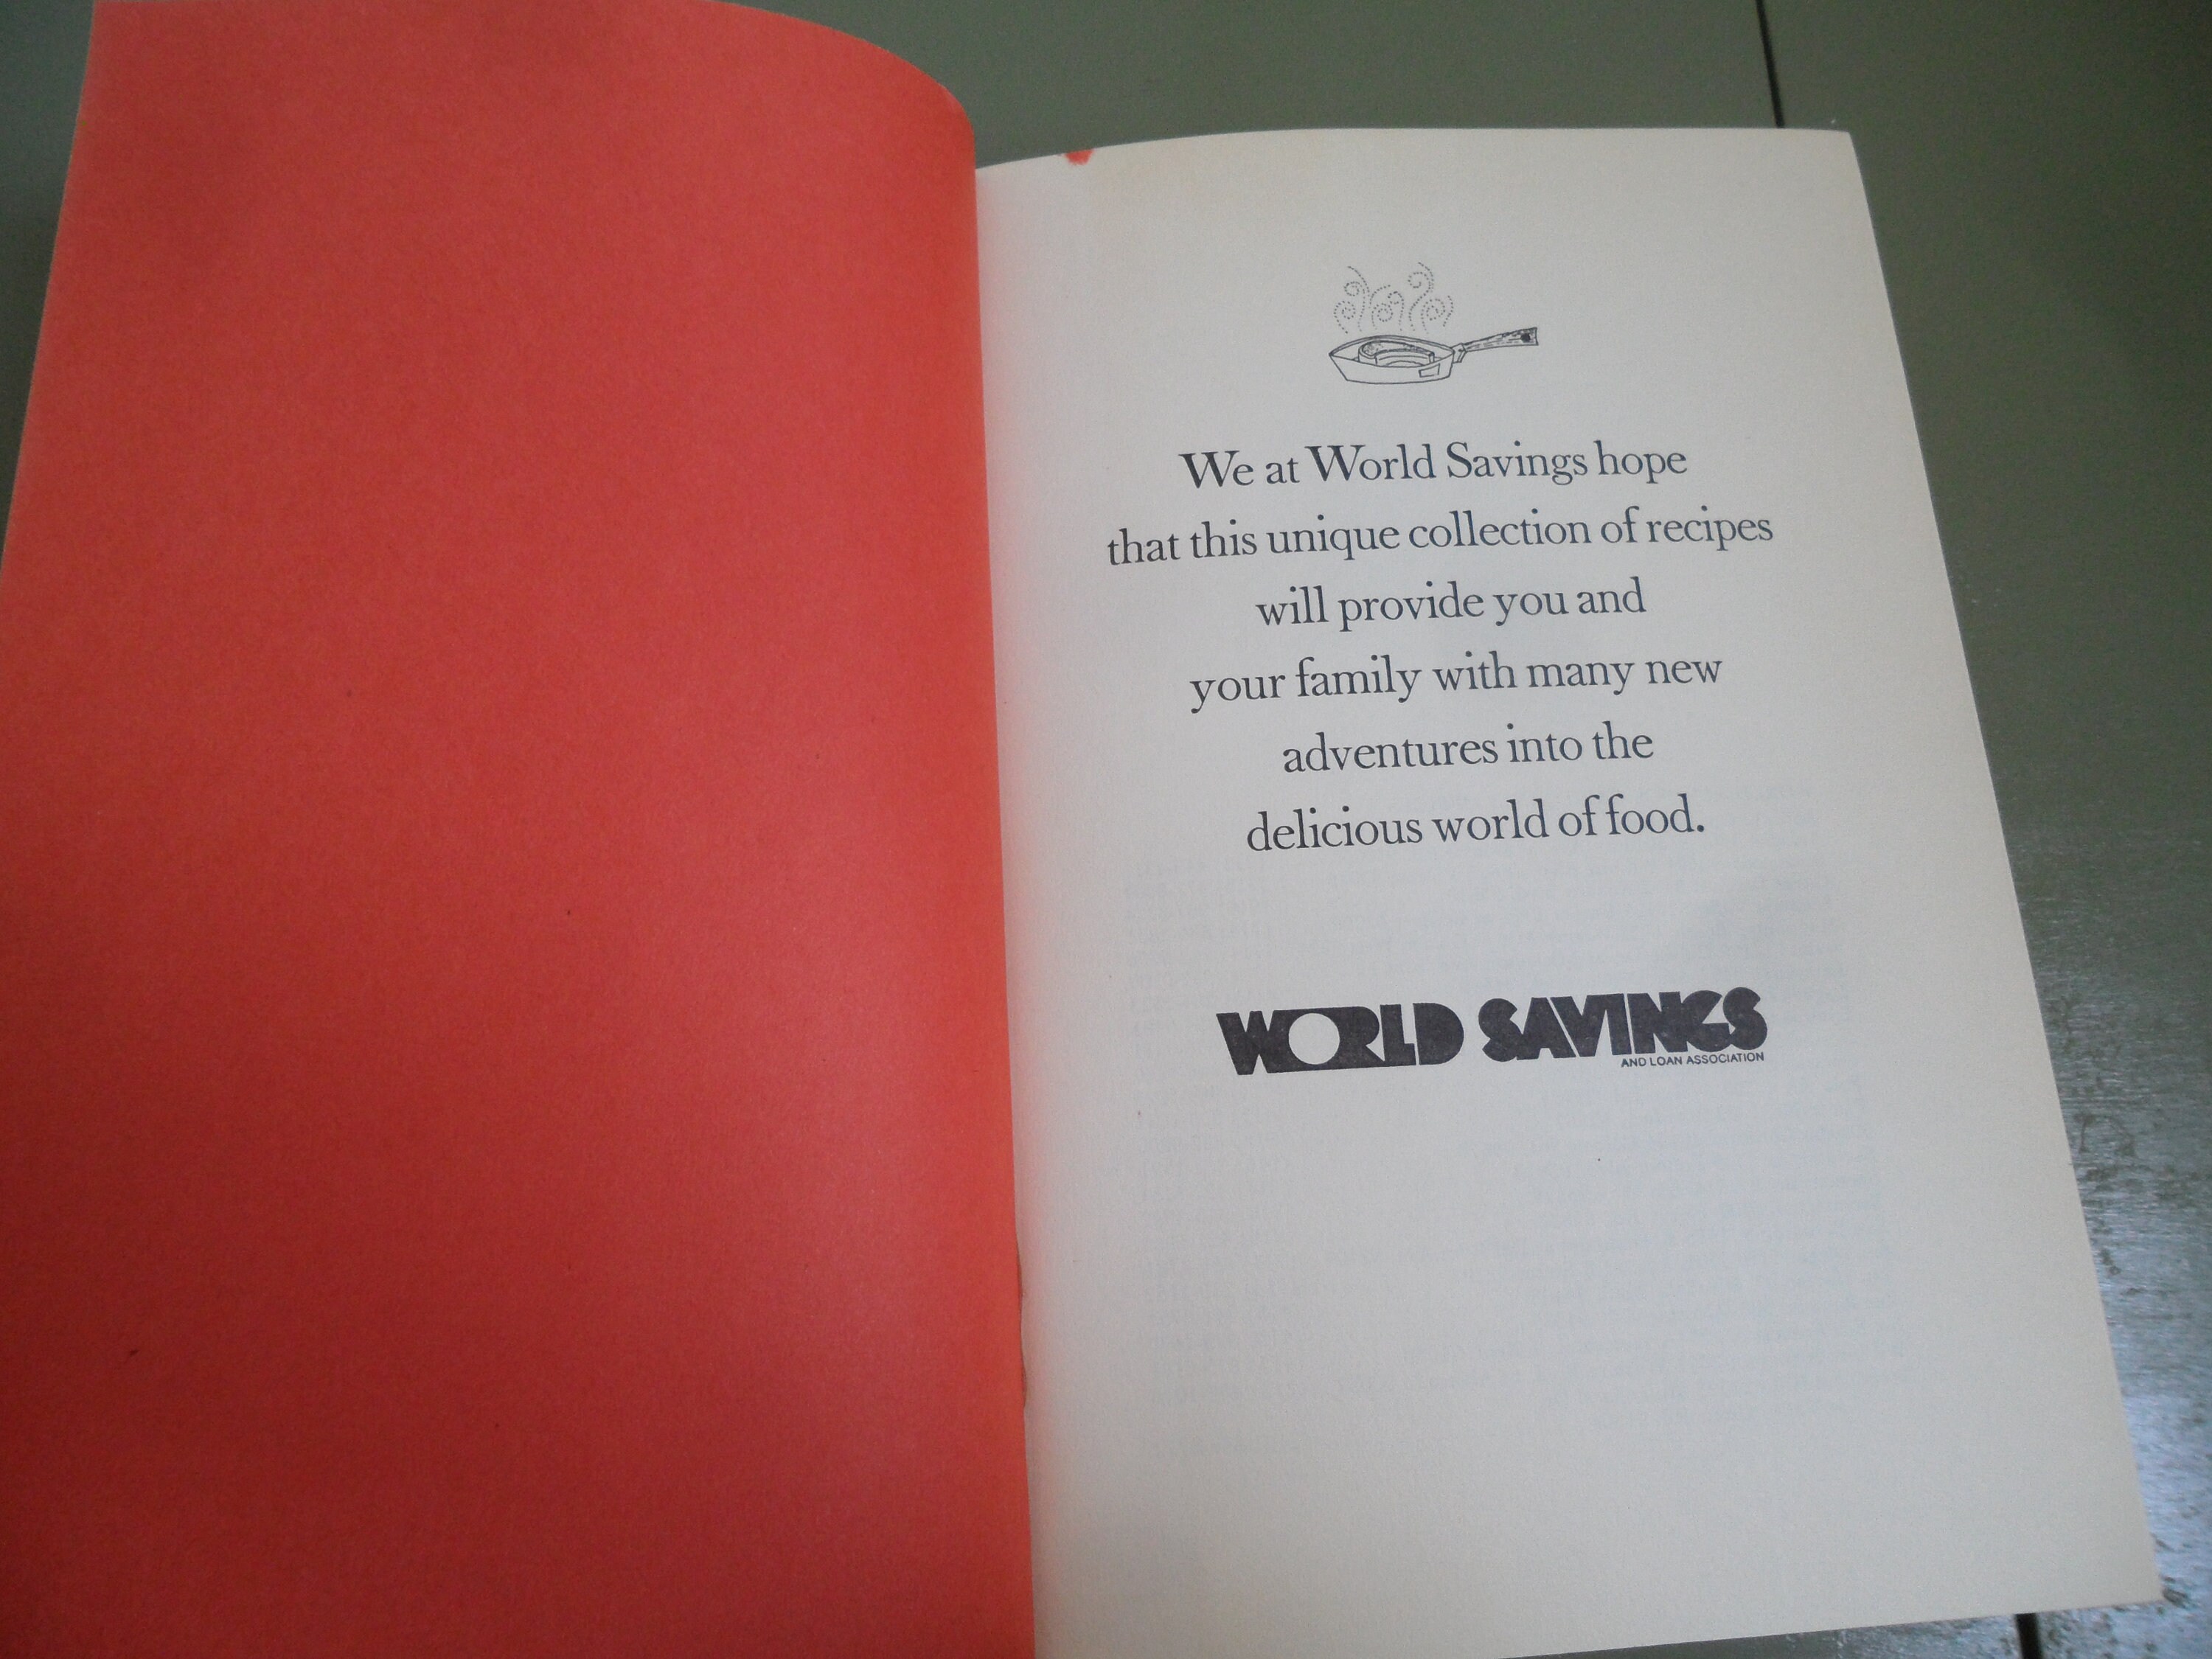 We at World Savings hope
that this unique collection of recipes
will provide you and
your family with many new
adventures into the
delicious world of food.
WORLD SAVINGS
AND LOAN ASSOCIATION